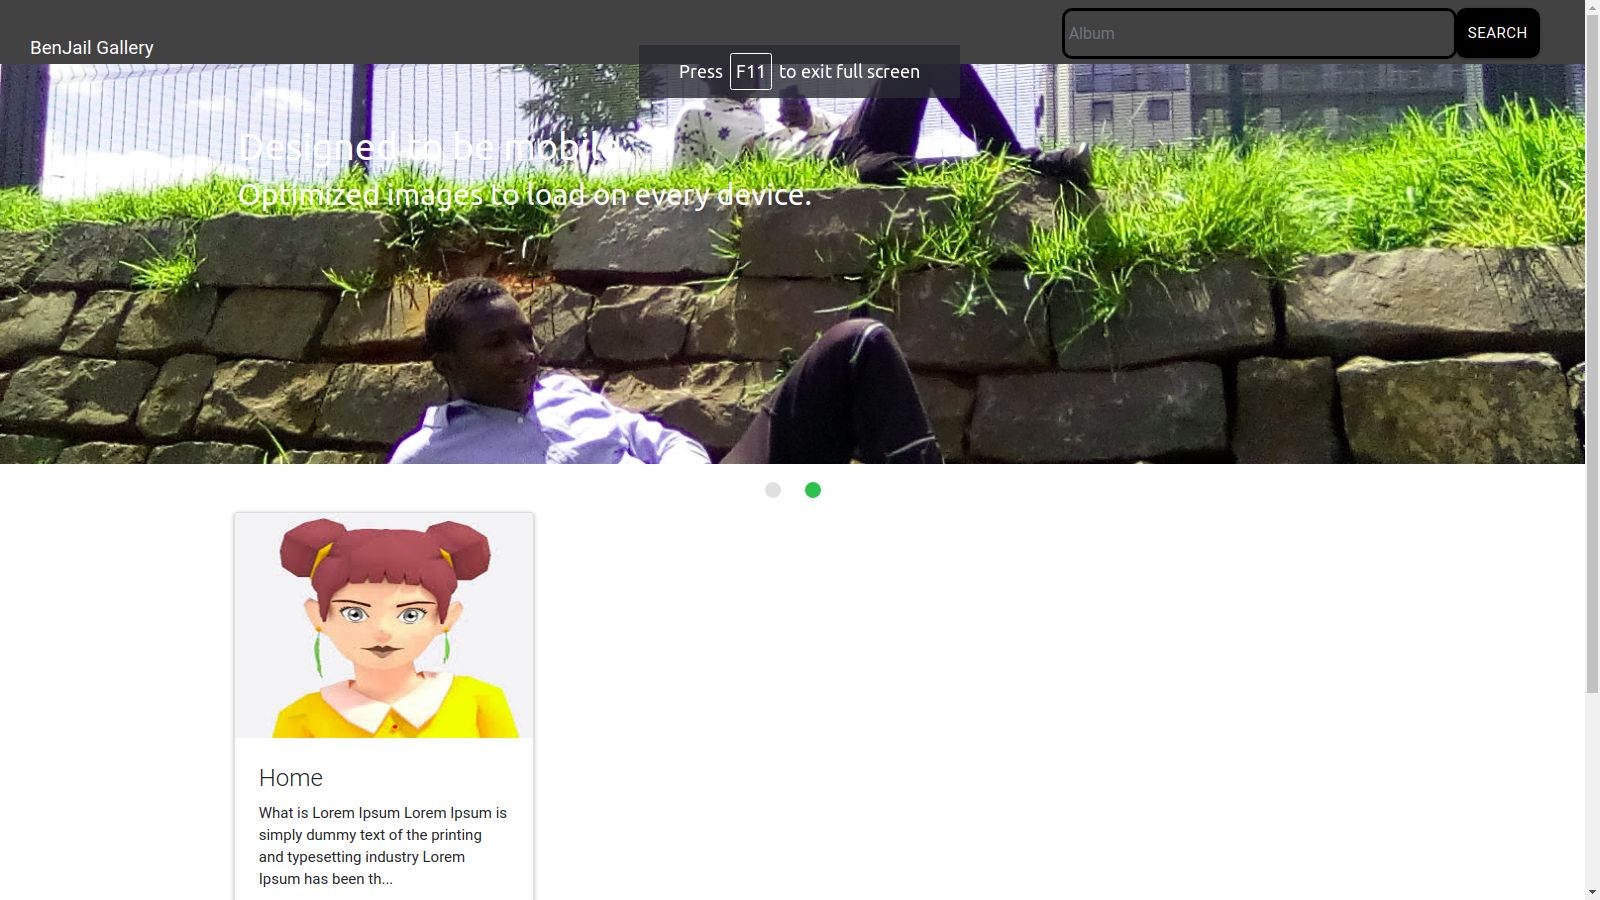 BenJail Gallery
Album
SEARCH
Press F11 to exit full screen
Designed to be mobile.
Optimized images to load on every device.
Home
What is Lorem Ipsum Lorem Ipsum is
simply dummy text of the printing
and typesetting industry Lorem
Ipsum has been th...